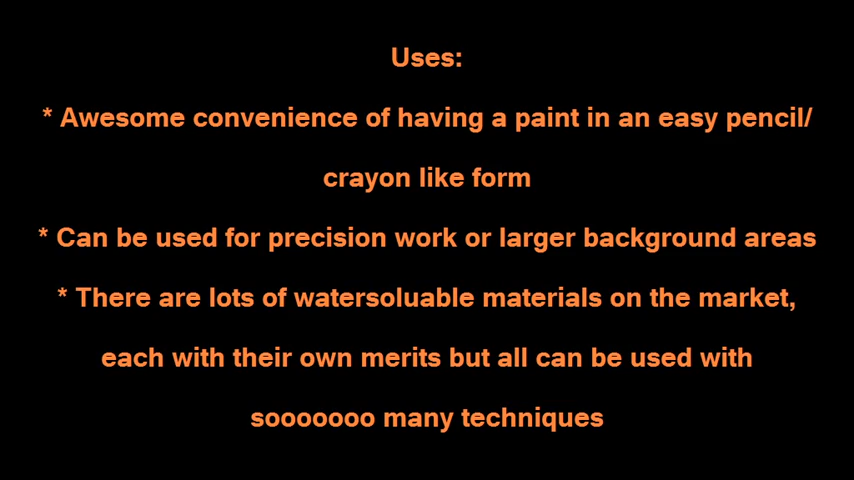 Uses:
* Awesome convenience of having a paint in an easy pencil/
crayon like form
* Can be used for precision work or larger background areas
* There are lots of watersoluable materials on the market,
each with their own merits but all can be used with
sooooooo many techniques